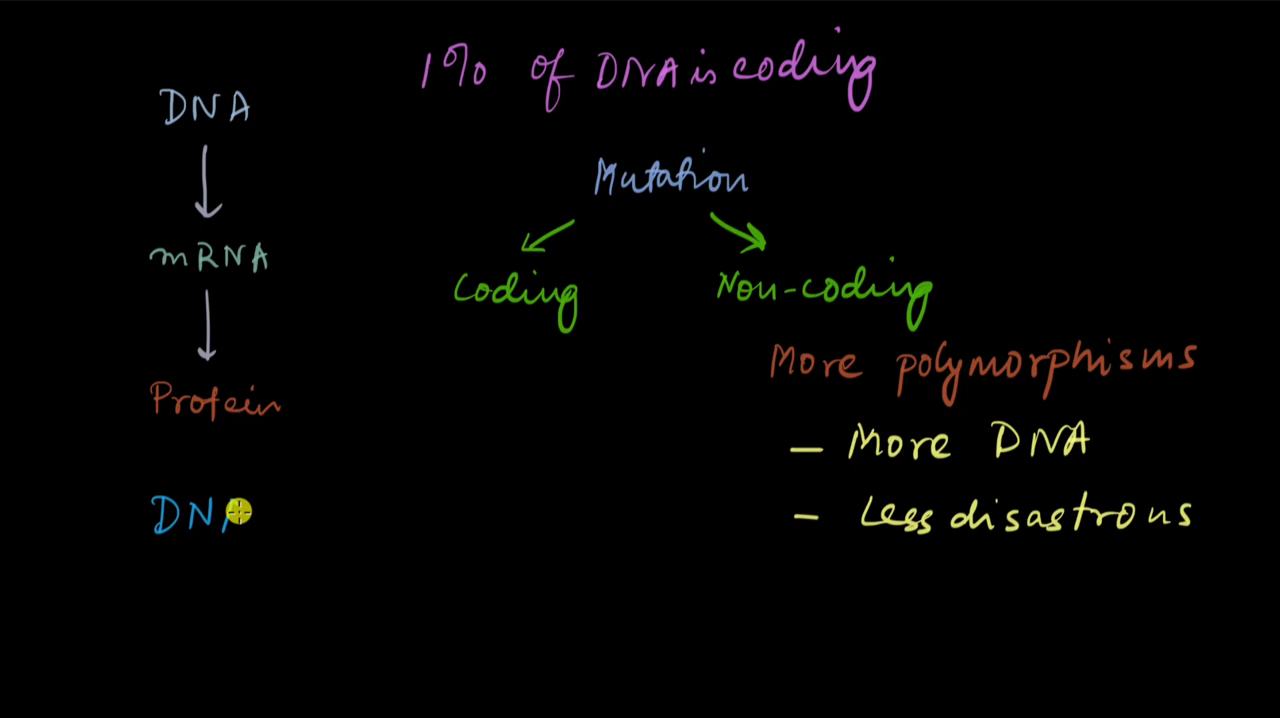 1% of DNA is coding
DNA
Mutation
mRNA
Coding
Non-coding
More polymorphisms
Protein
- More DNA
- Less disastrous
DN